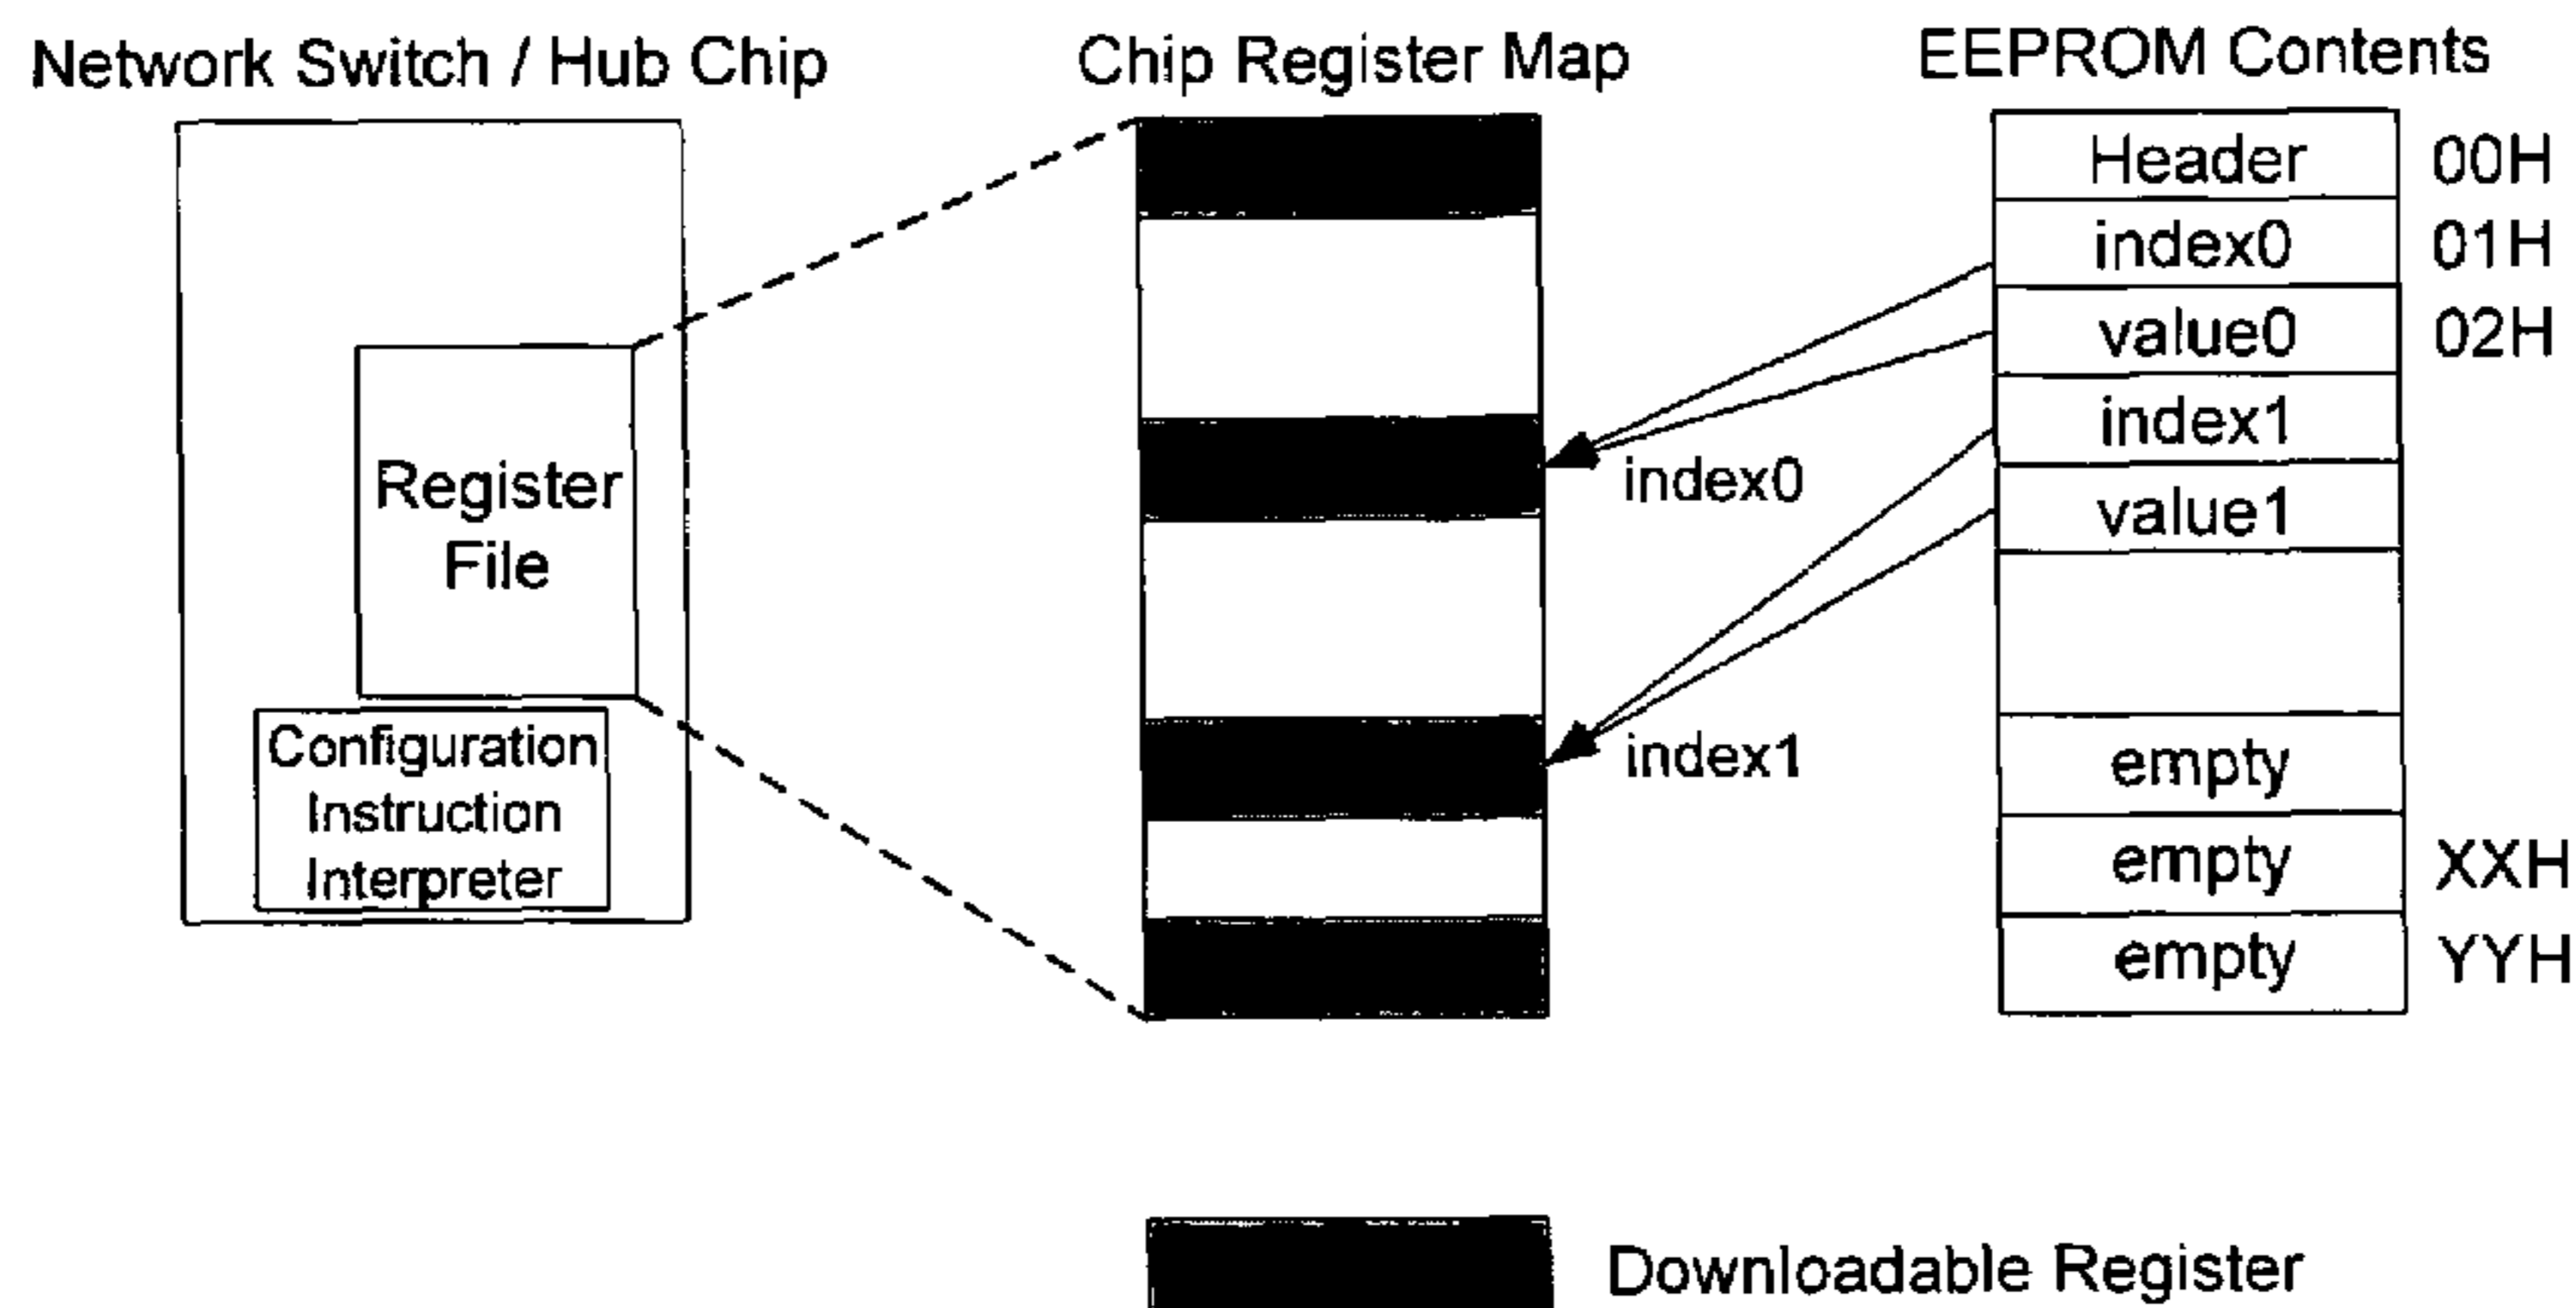 Network Switch / Hub Chip
Chip Register Map
EEPROM Contents
Register
File
Configuration
Instruction
Interpreter
index0
index1
Header 00H
index0 01H
value0 02H
index1
value1
empty
empty XXH
empty YYH
Downloadable Register